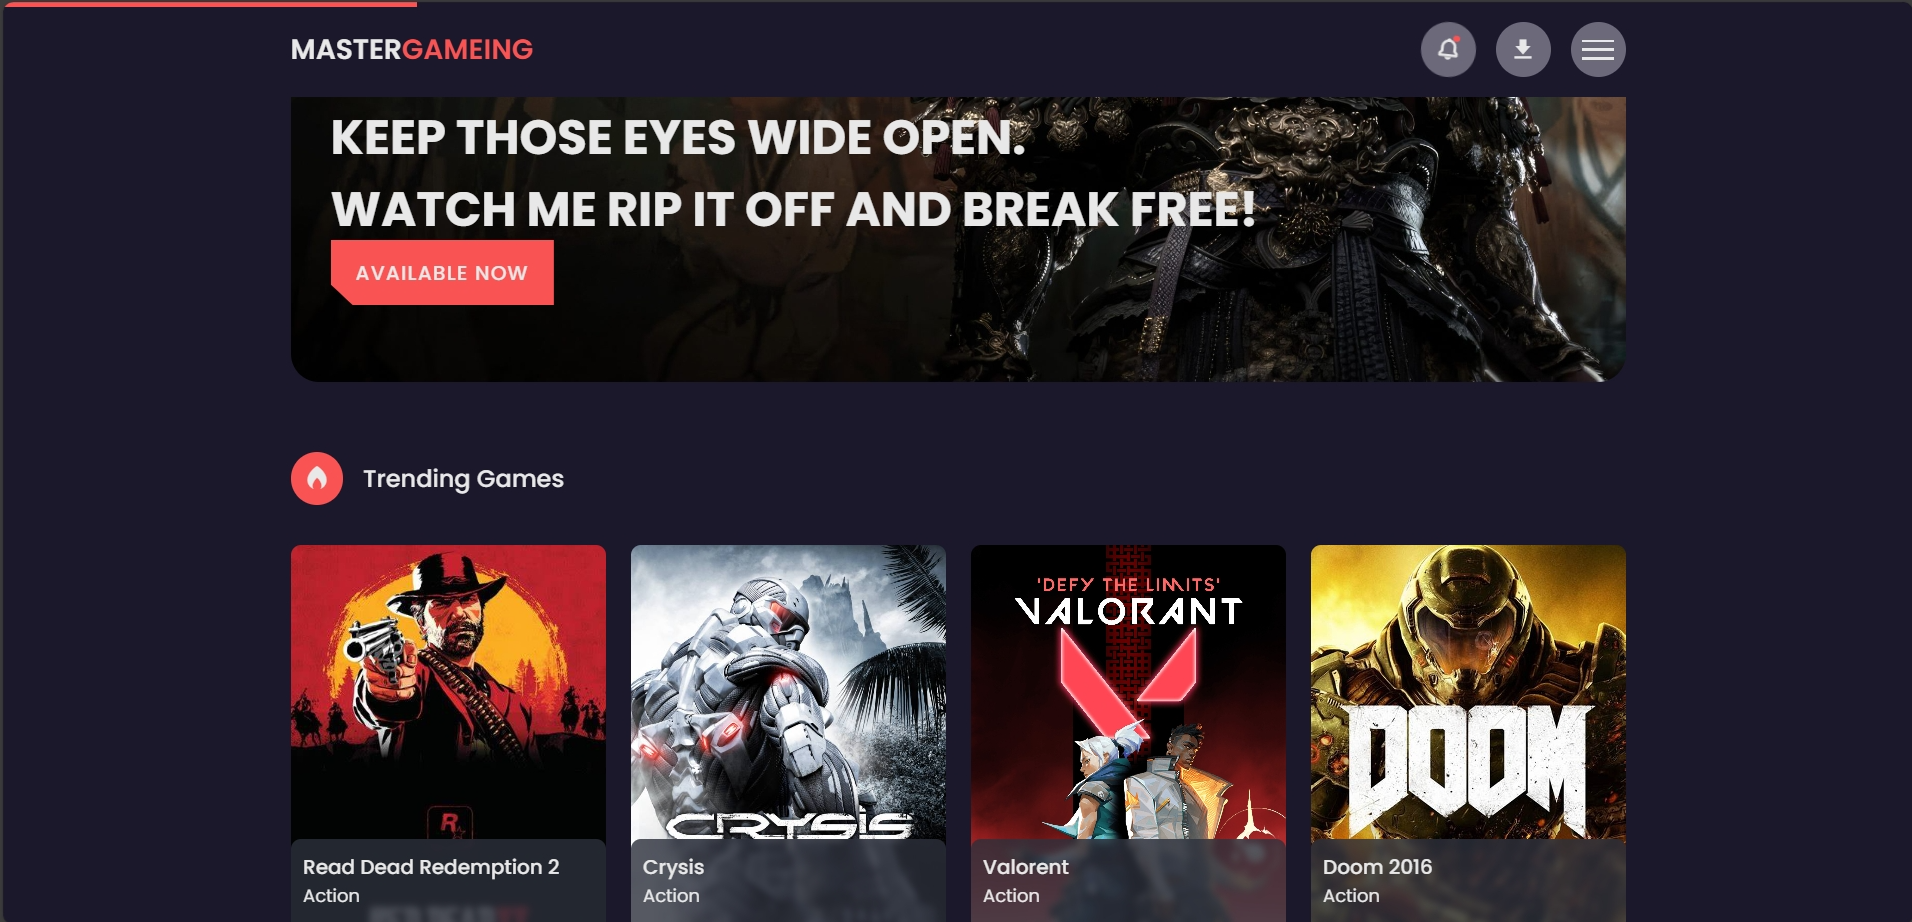 MASTERGAMEING
KEEP THOSE EYES WIDE OPEN.
WATCH ME RIP IT OFF AND BREAK FREE!
AVAILABLE NOW
Trending Games
R
'DEFY THE LIMITS'
VALORANT
CRYSIS
DOOM
Read Dead Redemption 2
Action
Crysis
Action
Valorent
Action
Doom 2016
Action